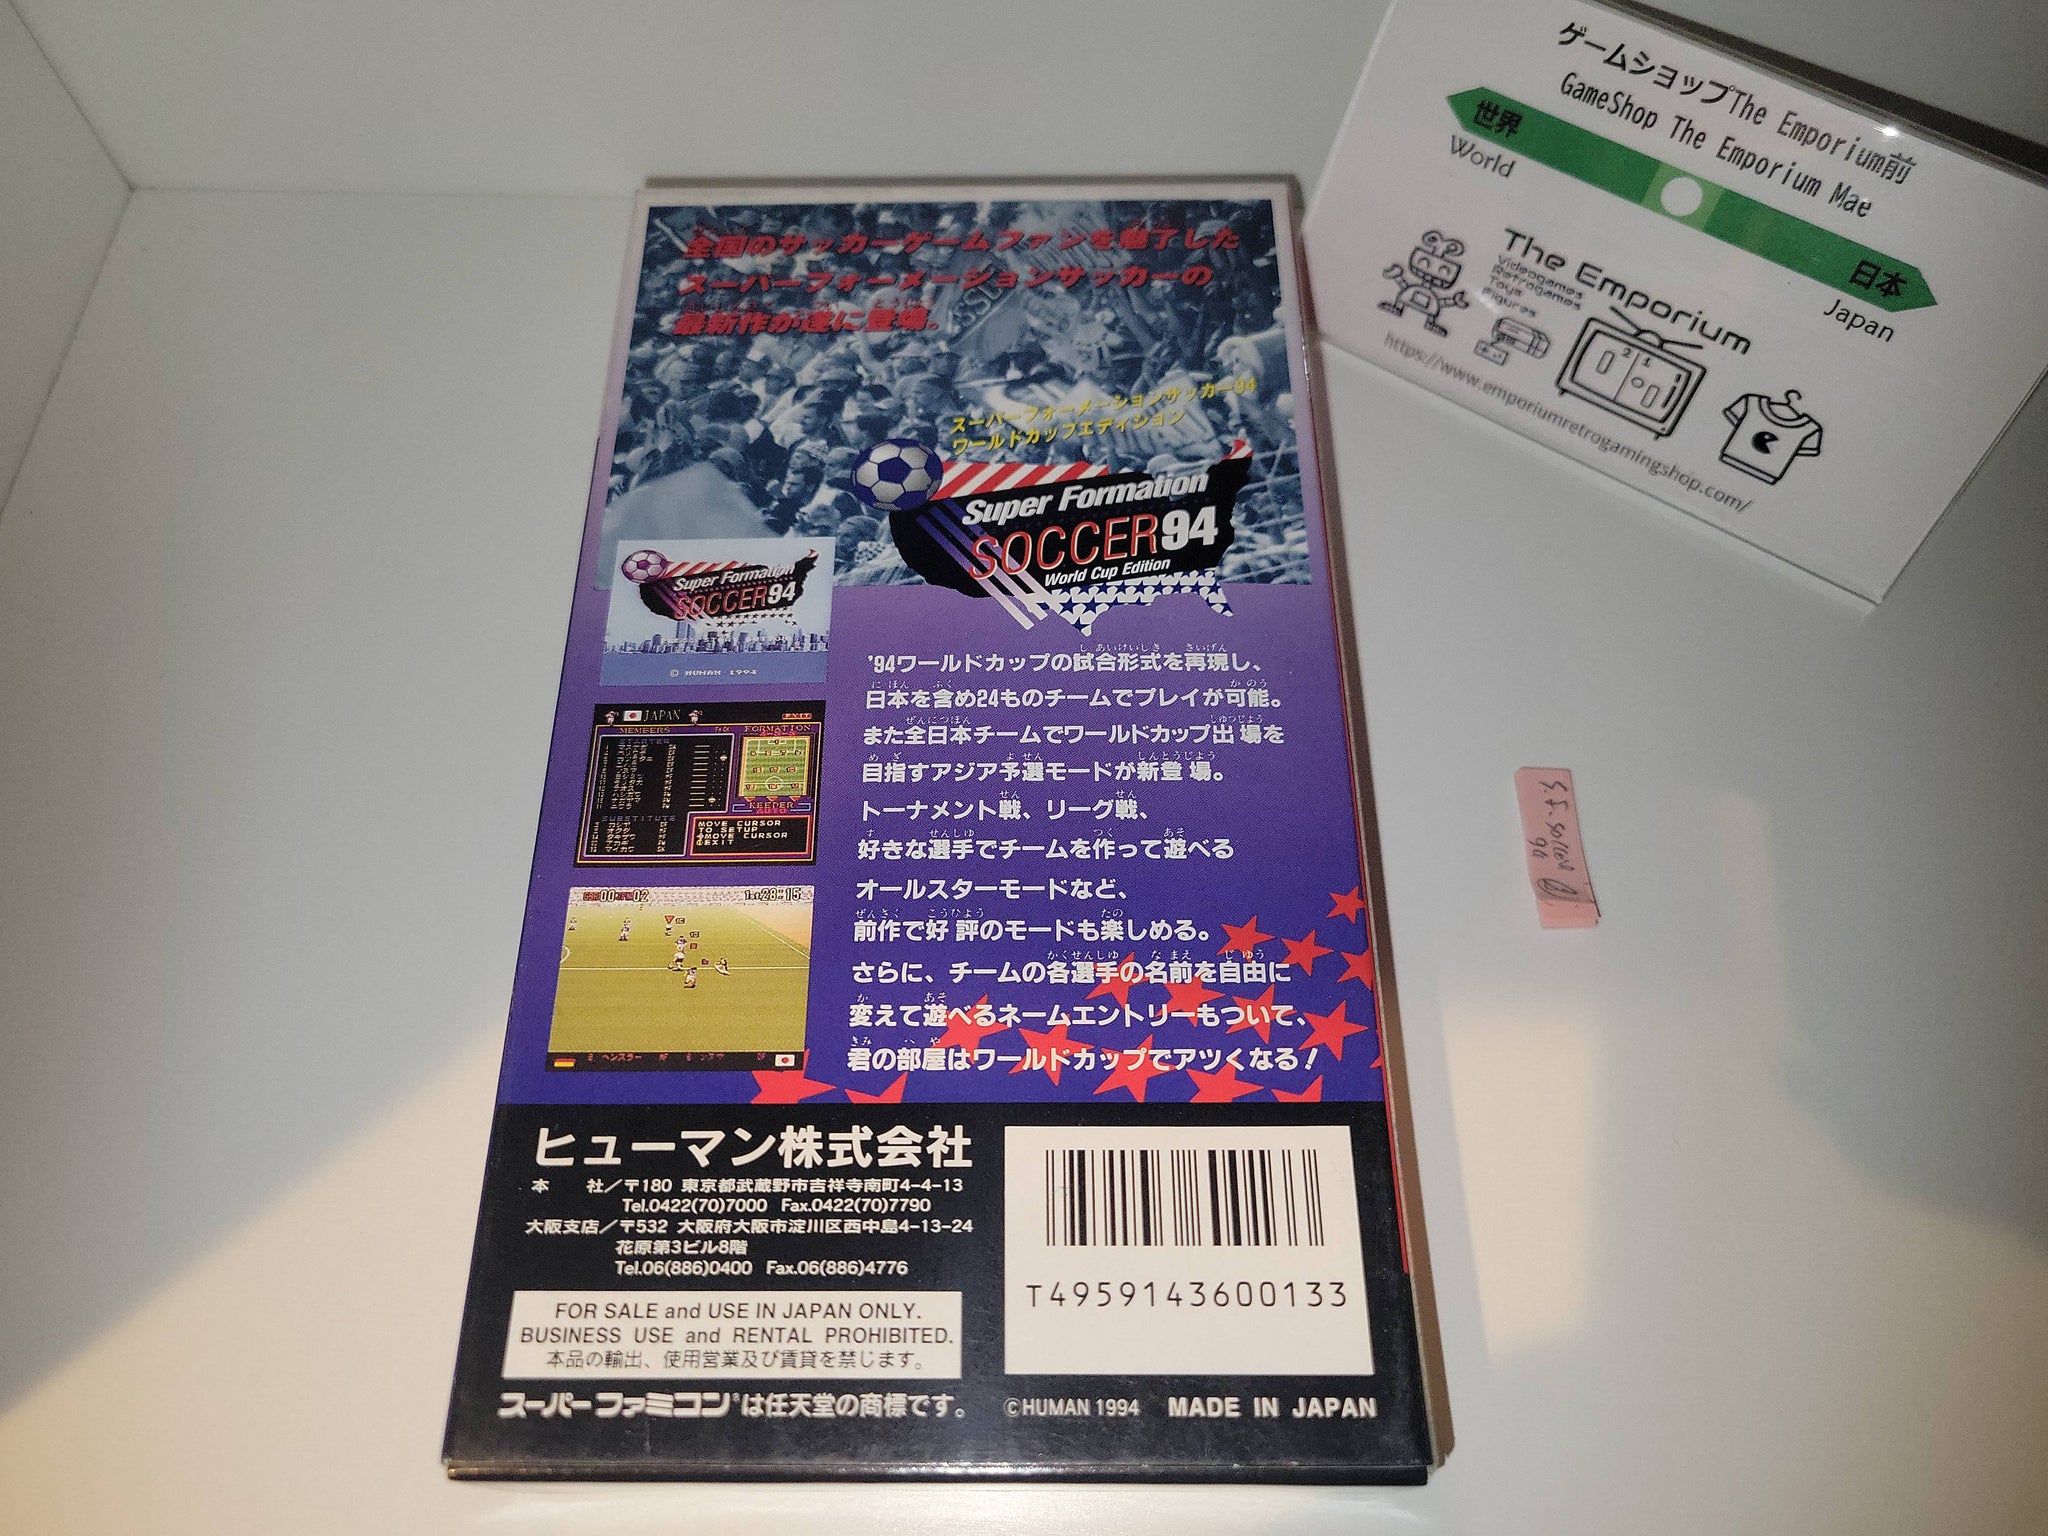 ゲームショップThe Emporium前
GameShop The Emporium Mae
世界
World
日本
Japan
The Emporium
Videogames
Retrogames
Toys
Figures
2 1
https://www.emporiumretrogamingshop.com/
全国のサッカーゲームファンを魅了した
スーパーフォーメーションサッカーの
最新作が遂に登場。
スーパーフォーメーションサッカー94
ワールドカップエディション
Super Formation
SOCCER94
World Cup Edition
Super Formation
SOCCER94
© HUMAN 1994
JAPAN
EXIT
MEMBERS
FORMATION
STARTER
KEEPER
AUTO
SUBSTITUTE
MOVE CURSOR
TO SETUP
MOVE CURSOR
EXIT
00 02
1st 28:15
ヘンスラー MF
DF
'94ワールドカップの試合形式を再現し、
日本を含め24ものチームでプレイが可能。
また全日本チームでワールドカップ出場を
目指すアジア予選モードが新登場。
トーナメント戦、リーグ戦、
好きな選手でチームを作って遊べる
オールスターモードなど、
前作で好評のモードも楽しめる。
さらに、チームの各選手の名前を自由に
変えて遊べるネームエントリーもついて、
君の部屋はワールドカップでアツくなる!
S.F. soccer
94
ヒューマン株式会社
本 社/〒180 東京都武蔵野市吉祥寺南町4-4-13
Tel.0422(70)7000 Fax.0422(70)7790
大阪支店/〒532 大阪府大阪市淀川区西中島4-13-24
花原第3ビル8階
Tel.06(886)0400 Fax.06(886)4776
T4959143600133
FOR SALE and USE IN JAPAN ONLY.
BUSINESS USE and RENTAL PROHIBITED.
本品の輸出、使用営業及び賃貸を禁じます。
スーパーファミコン®は任天堂の商標です。
©HUMAN 1994 MADE IN JAPAN